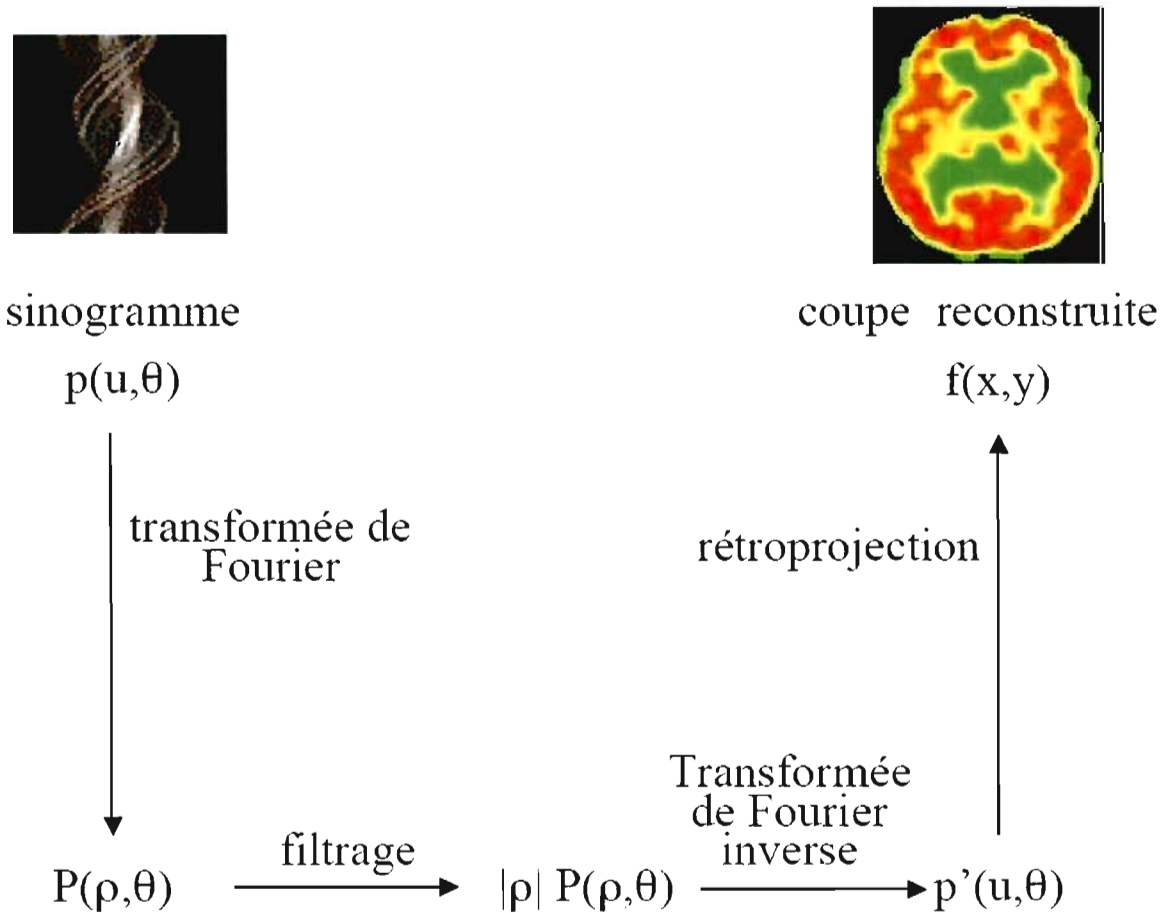 sinogramme
p(u,θ)
coupe reconstruite
f(x,y)
transformée de
Fourier
rétroprojection
Transformée
de Fourier
inverse
filtrage
P(ρ,θ)
|ρ| P(ρ,θ)
p’(u,θ)